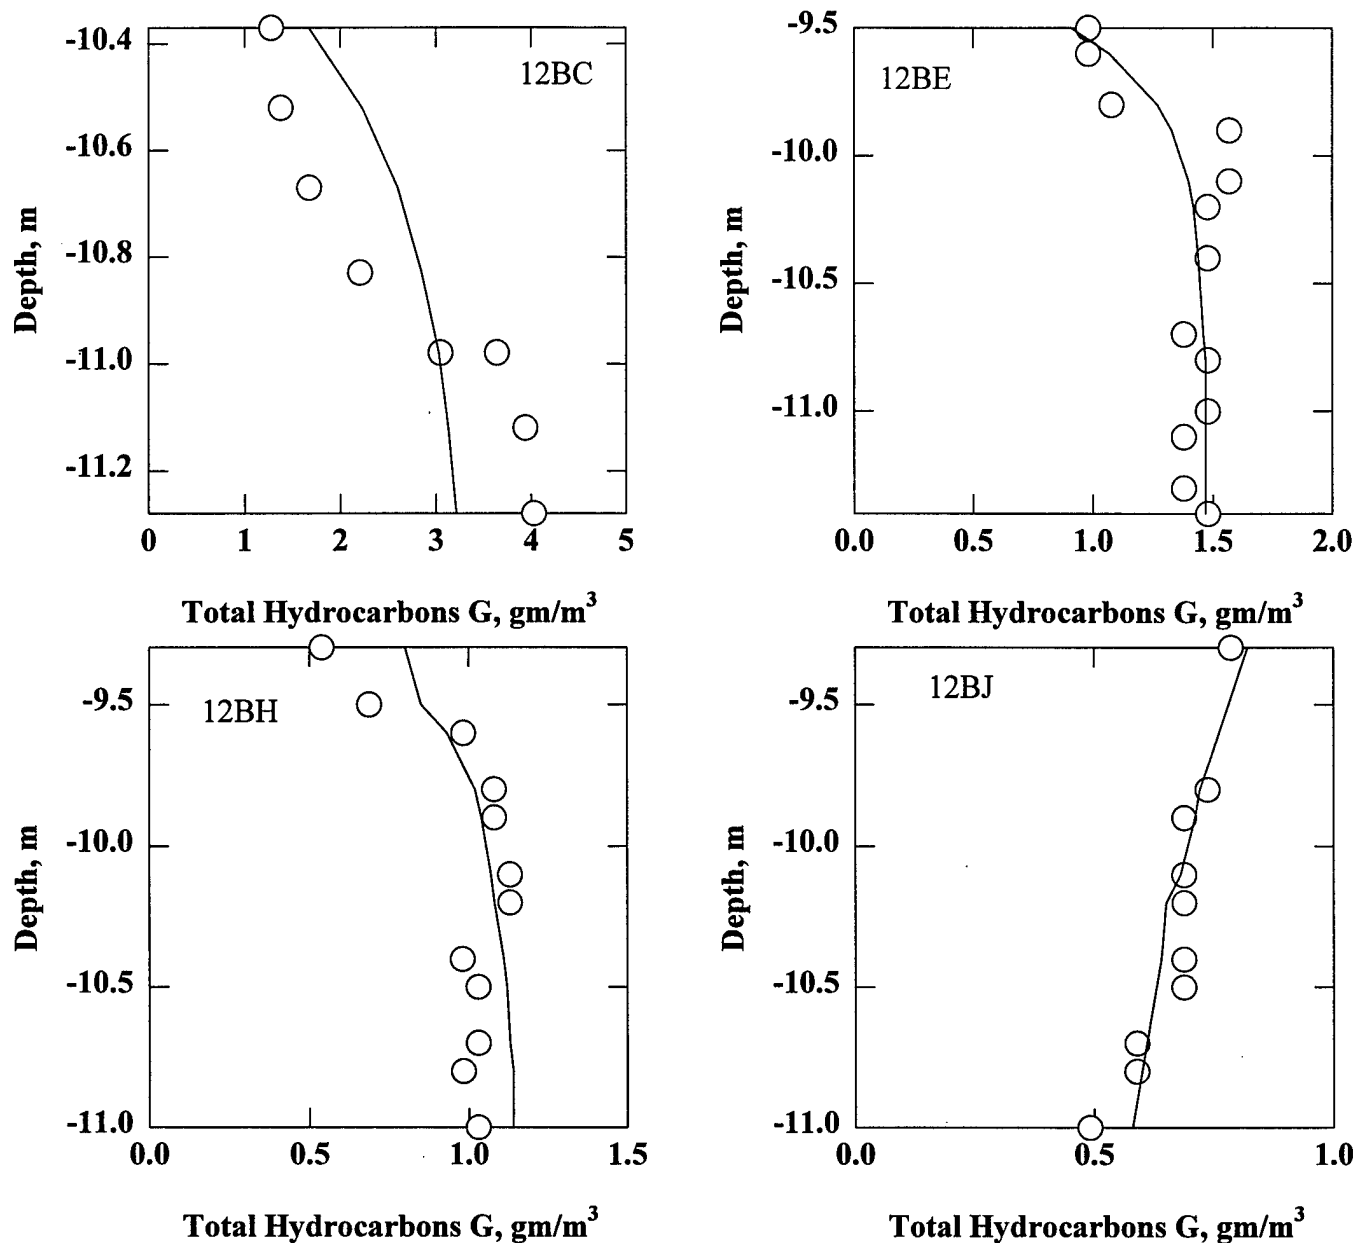 12BC
-10.4
-10.6
-10.8
-11.0
-11.2
Depth, m
0 1 2 3 4 5
Total Hydrocarbons G, gm/m³
12BE
-9.5
-10.0
-10.5
-11.0
Depth, m
0.0 0.5 1.0 1.5 2.0
Total Hydrocarbons G, gm/m³
12BH
-9.5
-10.0
-10.5
-11.0
Depth, m
0.0 0.5 1.0 1.5
Total Hydrocarbons G, gm/m³
12BJ
-9.5
-10.0
-10.5
-11.0
Depth, m
0.0 0.5 1.0
Total Hydrocarbons G, gm/m³